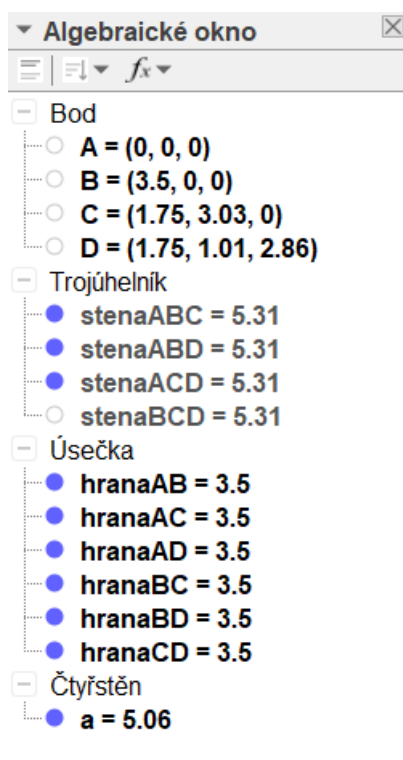 Algebraické okno
fx
Bod
A = (0, 0, 0)
B = (3.5, 0, 0)
C = (1.75, 3.03, 0)
D = (1.75, 1.01, 2.86)
Trojúhelník
stenaABC = 5.31
stenaABD = 5.31
stenaACD = 5.31
stenaBCD = 5.31
Úsečka
hranaAB = 3.5
hranaAC = 3.5
hranaAD = 3.5
hranaBC = 3.5
hranaBD = 3.5
hranaCD = 3.5
Čtyřstěn
a = 5.06